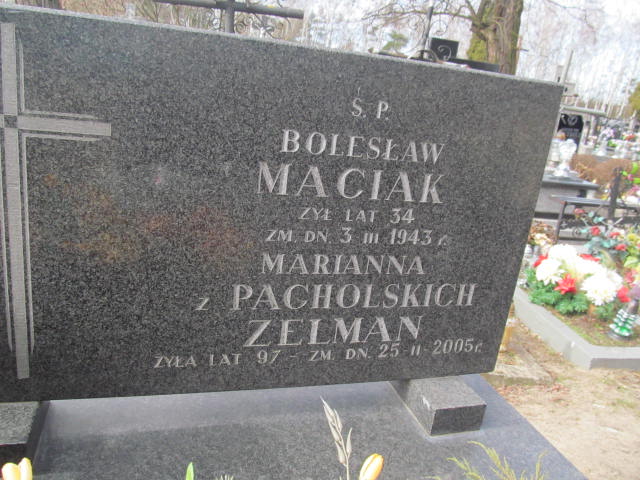 Ś. P.
BOLESŁAW
MACIAK
ŻYŁ LAT 34
ZM. DN. 3 III 1943 r.
MARIANNA
z PACHOLSKICH
ZELMAN
ŻYŁA LAT 97 - ZM. DN. 25-II-2005 r.